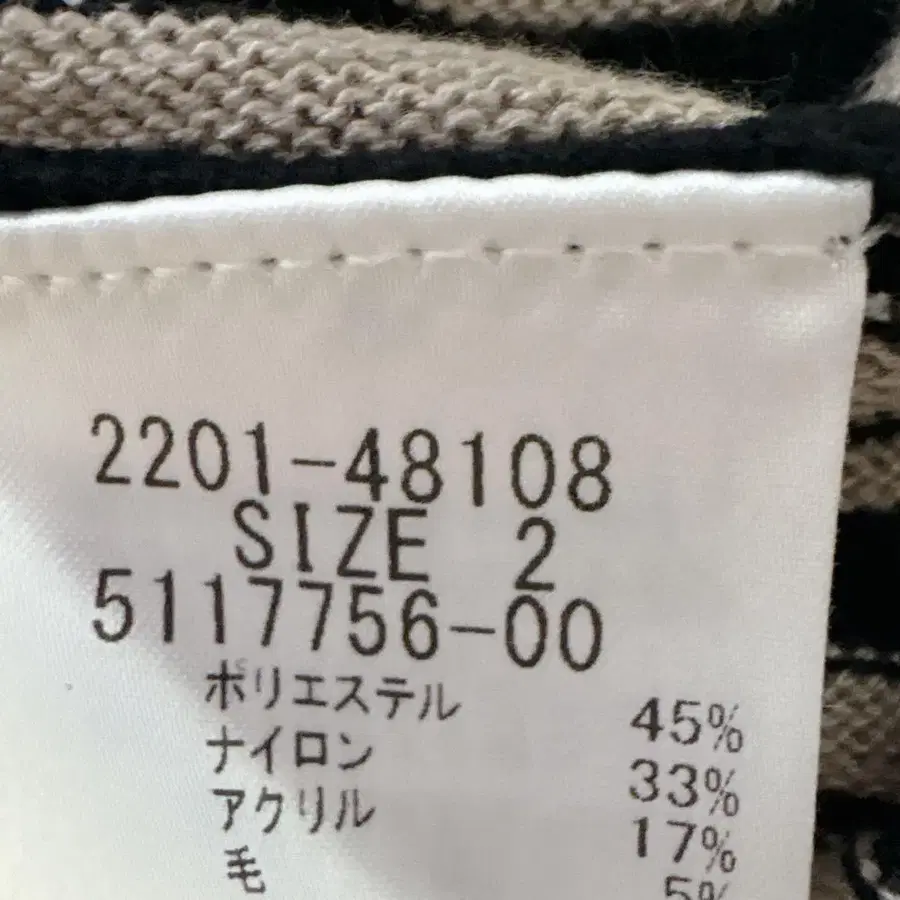 2201-48108
SIZE 2
5117756-00
ポリエステル 45%
ナイロン 33%
アクリル 17%
毛 5%